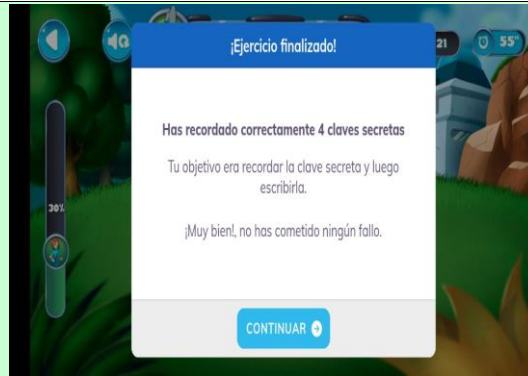 ¡Ejercicio finalizado!
21
55"
Has recordado correctamente 4 claves secretas
Tu objetivo era recordar la clave secreta y luego
escribirla.
30%
¡Muy bien!, no has cometido ningún fallo.
CONTINUAR